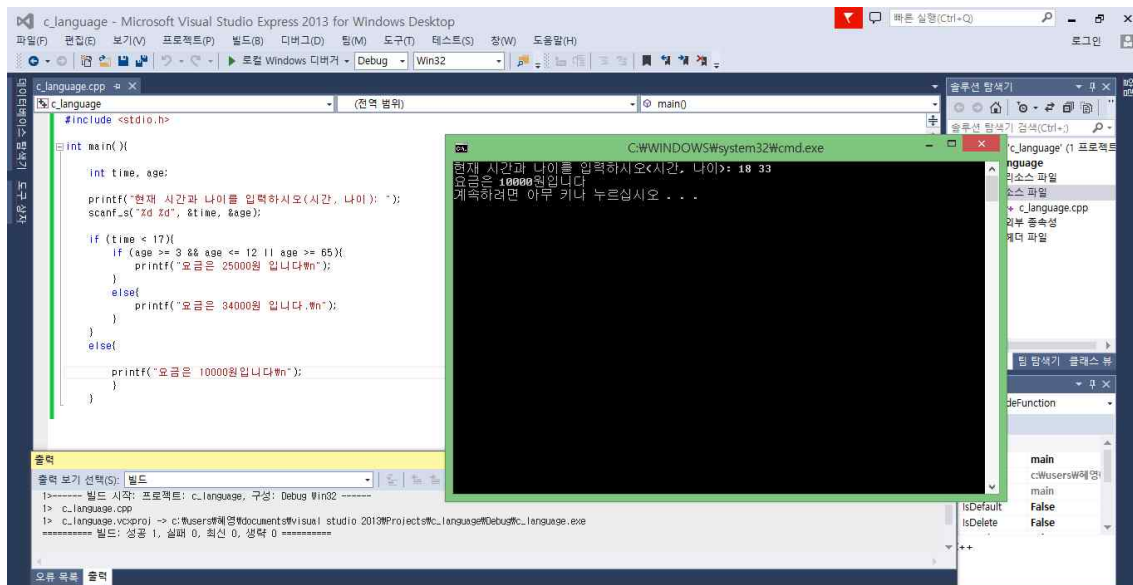 c_language - Microsoft Visual Studio Express 2013 for Windows Desktop
빠른 실행(Ctrl+Q)
파일(F) 편집(E) 보기(V) 프로젝트(P) 빌드(B) 디버그(D) 팀(M) 도구(T) 테스트(S) 창(W) 도움말(H)
로그인
로컬 Windows 디버거 Debug Win32
데이터베이스 탐색기
도구 상자
c_language.cpp
c_language (전역 범위) main()
#include <stdio.h>
int main(){
int time, age;
printf("현재 시간과 나이를 입력하시오(시간, 나이): ");
scanf_s("%d %d", &time, &age);
if (time < 17){
if (age >= 3 && age <= 12 || age >= 65){
printf("요금은 25000원 입니다₩n");
}
else{
printf("요금은 34000원 입니다.₩n");
}
}
else{
printf("요금은 10000원입니다₩n");
}
}
C:₩WINDOWS₩system32₩cmd.exe
현재 시간과 나이를 입력하시오<시간, 나이>: 18 33
요금은 10000원입니다
계속하려면 아무 키나 누르십시오 . . .
솔루션 탐색기
솔루션 탐색기 검색(Ctrl+;)
'c_language' (1 프로젝트
nguage
리소스 파일
소스 파일
c_language.cpp
외부 종속성
헤더 파일
팀 탐색기 클래스 뷰
deFunction
main
c:₩users₩혜영
main
IsDefault False
IsDelete False
++
출력
출력 보기 선택(S): 빌드
1>------ 빌드 시작: 프로젝트: c_language, 구성: Debug Win32 ------
1> c_language.cpp
1> c_language.vcxproj -> c:₩users₩혜영₩documents₩visual studio 2013₩Projects₩c_language₩Debug₩c_language.exe
========== 빌드: 성공 1, 실패 0, 최신 0, 생략 0 ==========
오류 목록 출력